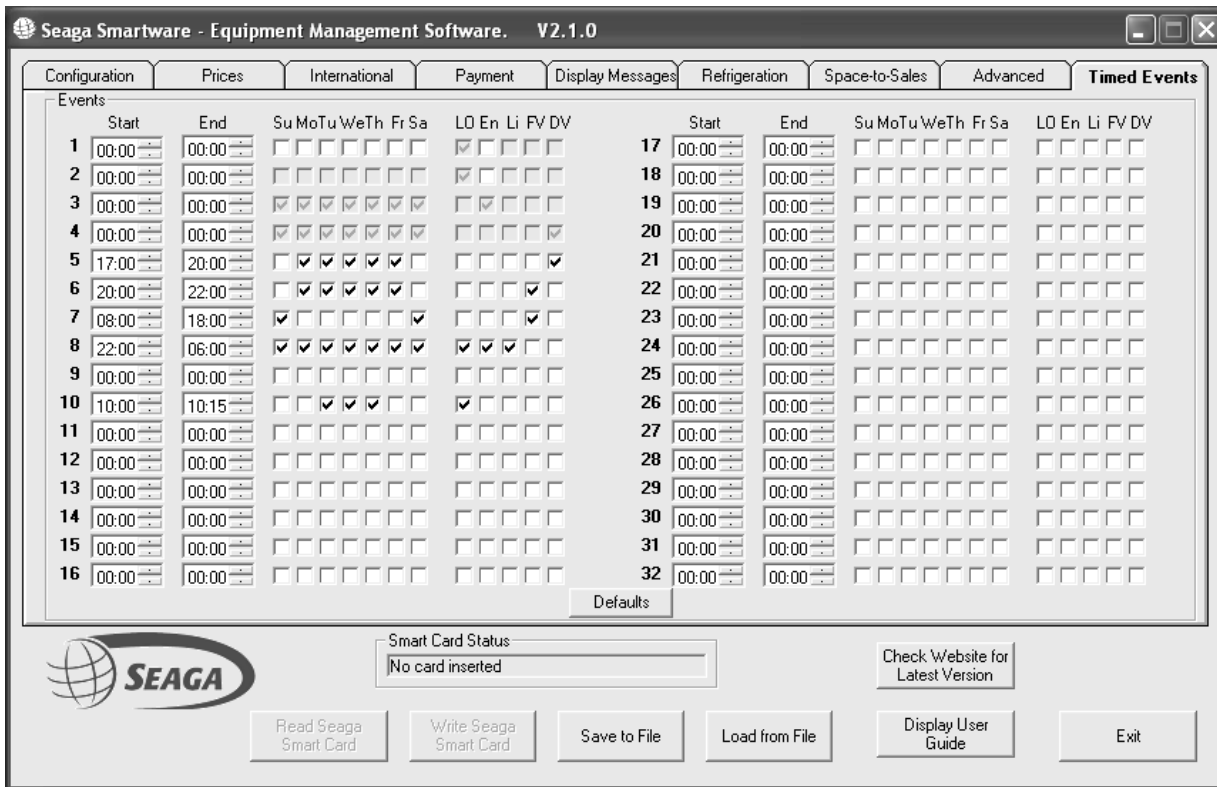 Seaga Smartware - Equipment Management Software. V2.1.0
Configuration Prices International Payment Display Messages Refrigeration Space-to-Sales Advanced Timed Events
Events
Start End Su Mo Tu We Th Fr Sa LO En Li FV DV Start End Su Mo Tu We Th Fr Sa LO En Li FV DV
1 00:00 00:00 17 00:00 00:00
2 00:00 00:00 18 00:00 00:00
3 00:00 00:00 19 00:00 00:00
4 00:00 00:00 20 00:00 00:00
5 17:00 20:00 21 00:00 00:00
6 20:00 22:00 22 00:00 00:00
7 08:00 18:00 23 00:00 00:00
8 22:00 06:00 24 00:00 00:00
9 00:00 00:00 25 00:00 00:00
10 10:00 10:15 26 00:00 00:00
11 00:00 00:00 27 00:00 00:00
12 00:00 00:00 28 00:00 00:00
13 00:00 00:00 29 00:00 00:00
14 00:00 00:00 30 00:00 00:00
15 00:00 00:00 31 00:00 00:00
16 00:00 00:00 32 00:00 00:00
Defaults
SEAGA
Smart Card Status
No card inserted
Check Website for
Latest Version
Read Seaga
Smart Card
Write Seaga
Smart Card
Save to File
Load from File
Display User
Guide
Exit